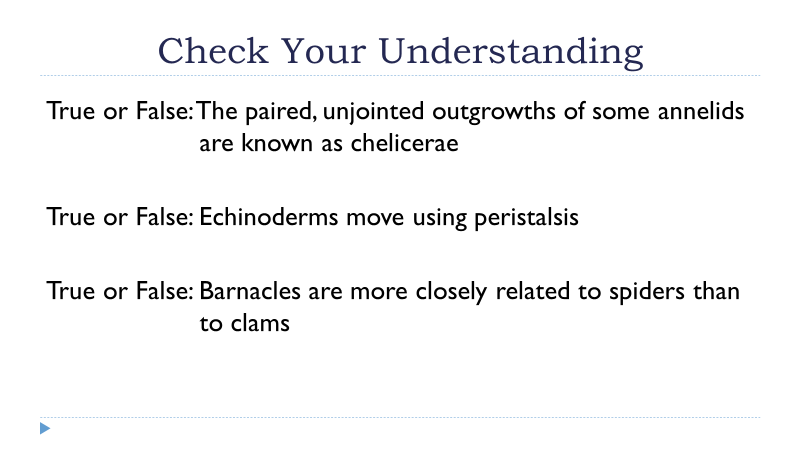 Check Your Understanding
True or False: The paired, unjointed outgrowths of some annelids
are known as chelicerae
True or False: Echinoderms move using peristalsis
True or False: Barnacles are more closely related to spiders than
to clams